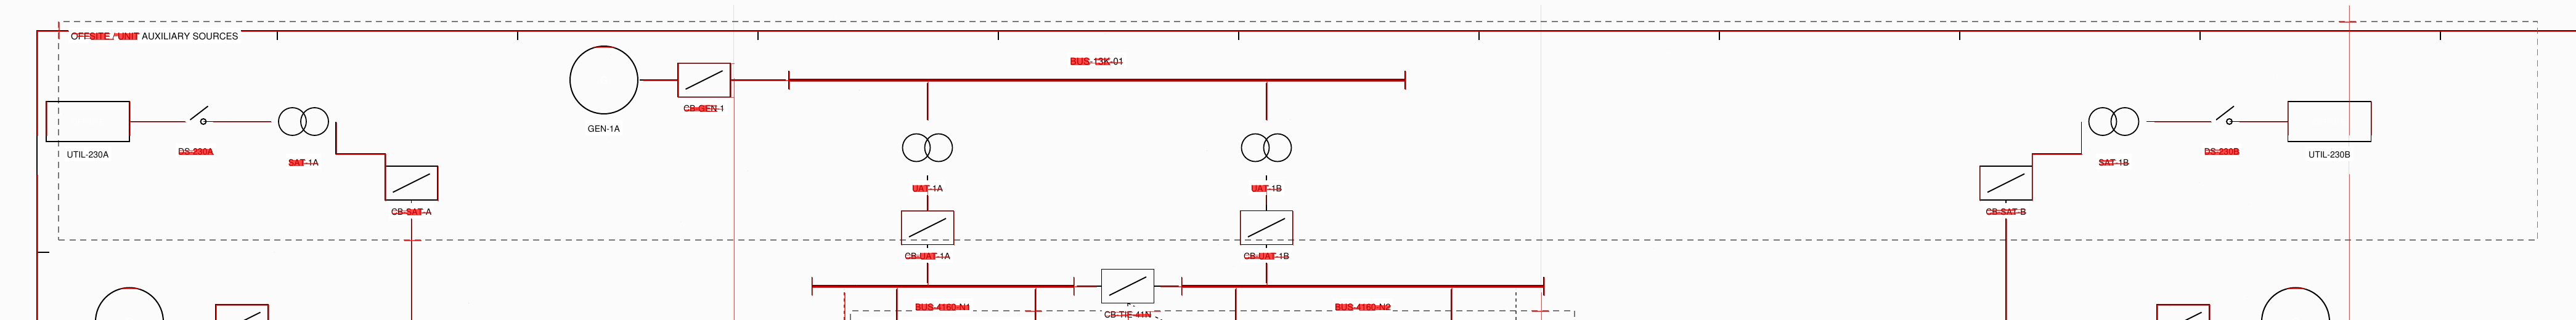 OFFSITE / UNIT AUXILIARY SOURCES
BUS-13K-01
CB-GEN-1
GEN-1A
UTIL-230A
DS-230A
SAT-1A
SAT-1B
DS-230B
UTIL-230B
UAT-1A
UAT-1B
CB-SAT-A
CB-SAT-B
CB-UAT-1A
CB-UAT-1B
BUS-4160-N1
BUS-4160-N2
CB-TIE-41N